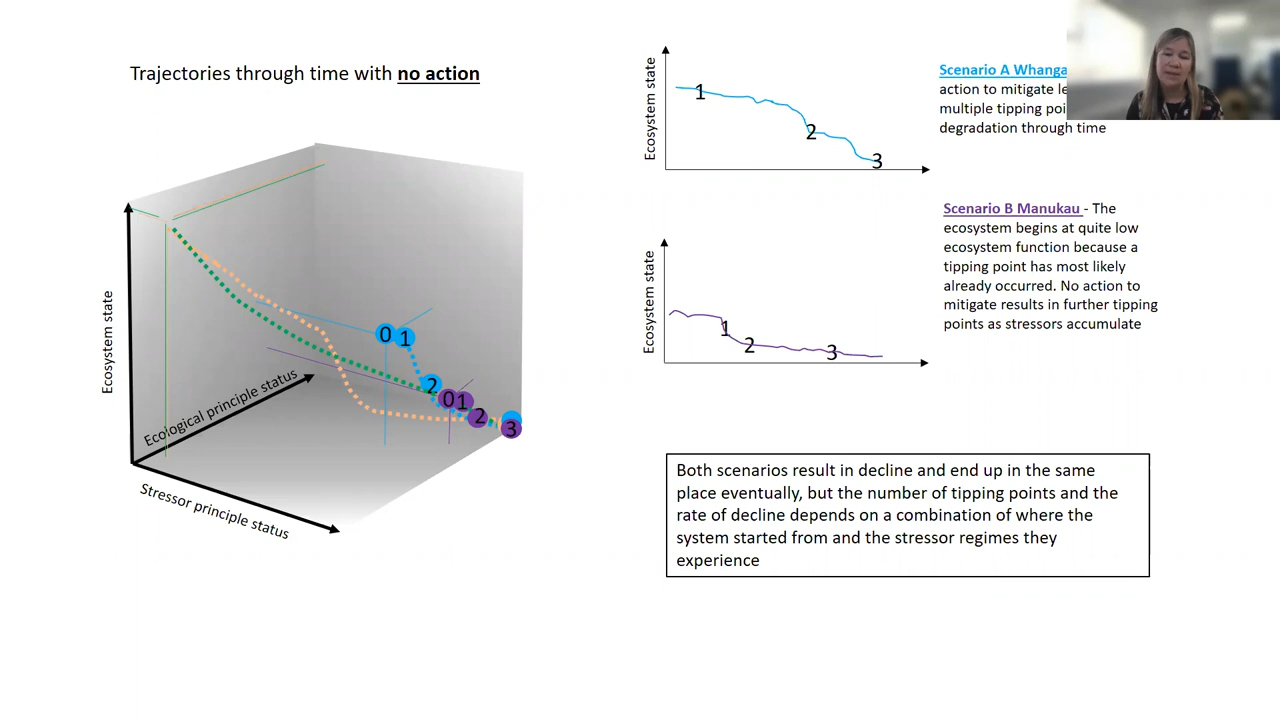 Trajectories through time with no action
Ecosystem state
Ecological principle status
Stressor principle status
0
1
2
0
1
2
3
Ecosystem state
1
2
3
Scenario A
action to mitigate
multiple tipping
degradation through time
Ecosystem state
1
2
3
Scenario B Manukau - The
ecosystem begins at quite low
ecosystem function because a
tipping point has most likely
already occurred. No action to
mitigate results in further tipping
points as stressors accumulate
Both scenarios result in decline and end up in the same
place eventually, but the number of tipping points and the
rate of decline depends on a combination of where the
system started from and the stressor regimes they
experience